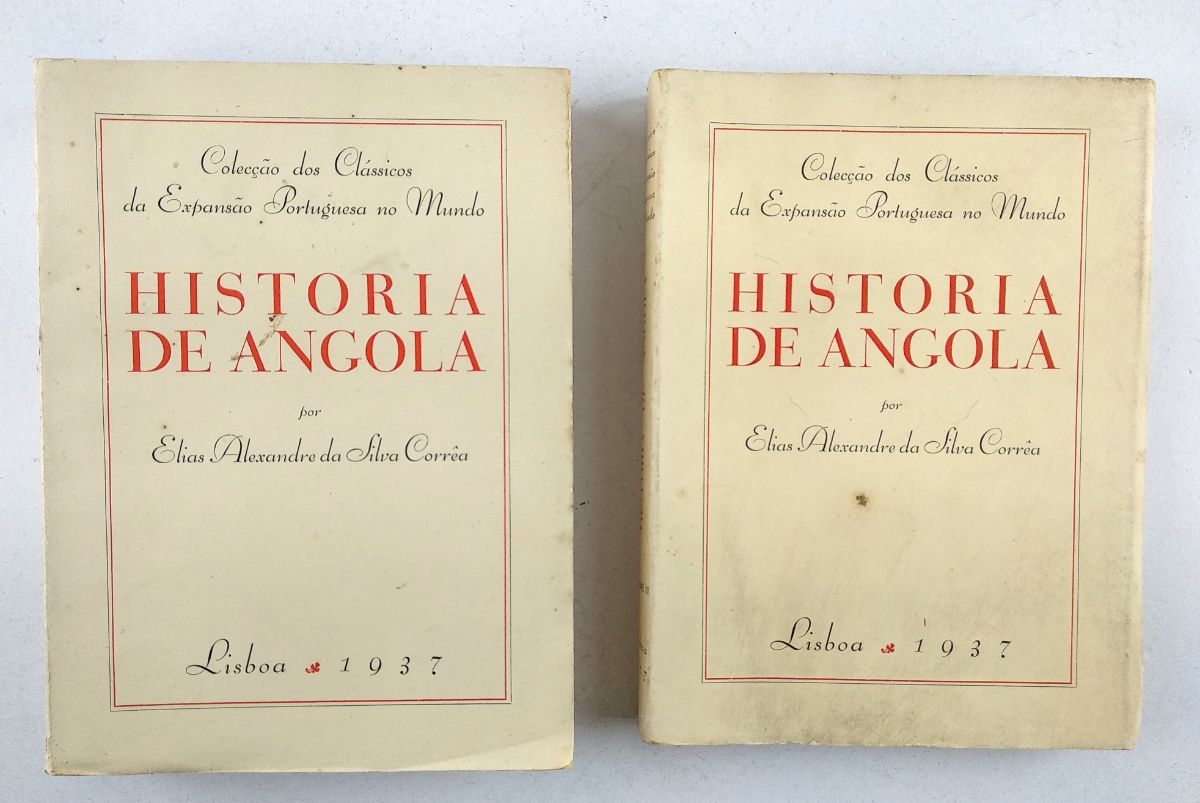 Colecção dos Clássicos
da Expansão Portuguesa no Mundo
HISTORIA
DE ANGOLA
por
Elias Alexandre da Silva Corrêa
Lisboa 1937
Colecção dos Clássicos
da Expansão Portuguesa no Mundo
HISTORIA
DE ANGOLA
por
Elias Alexandre da Silva Corrêa
Lisboa 1937